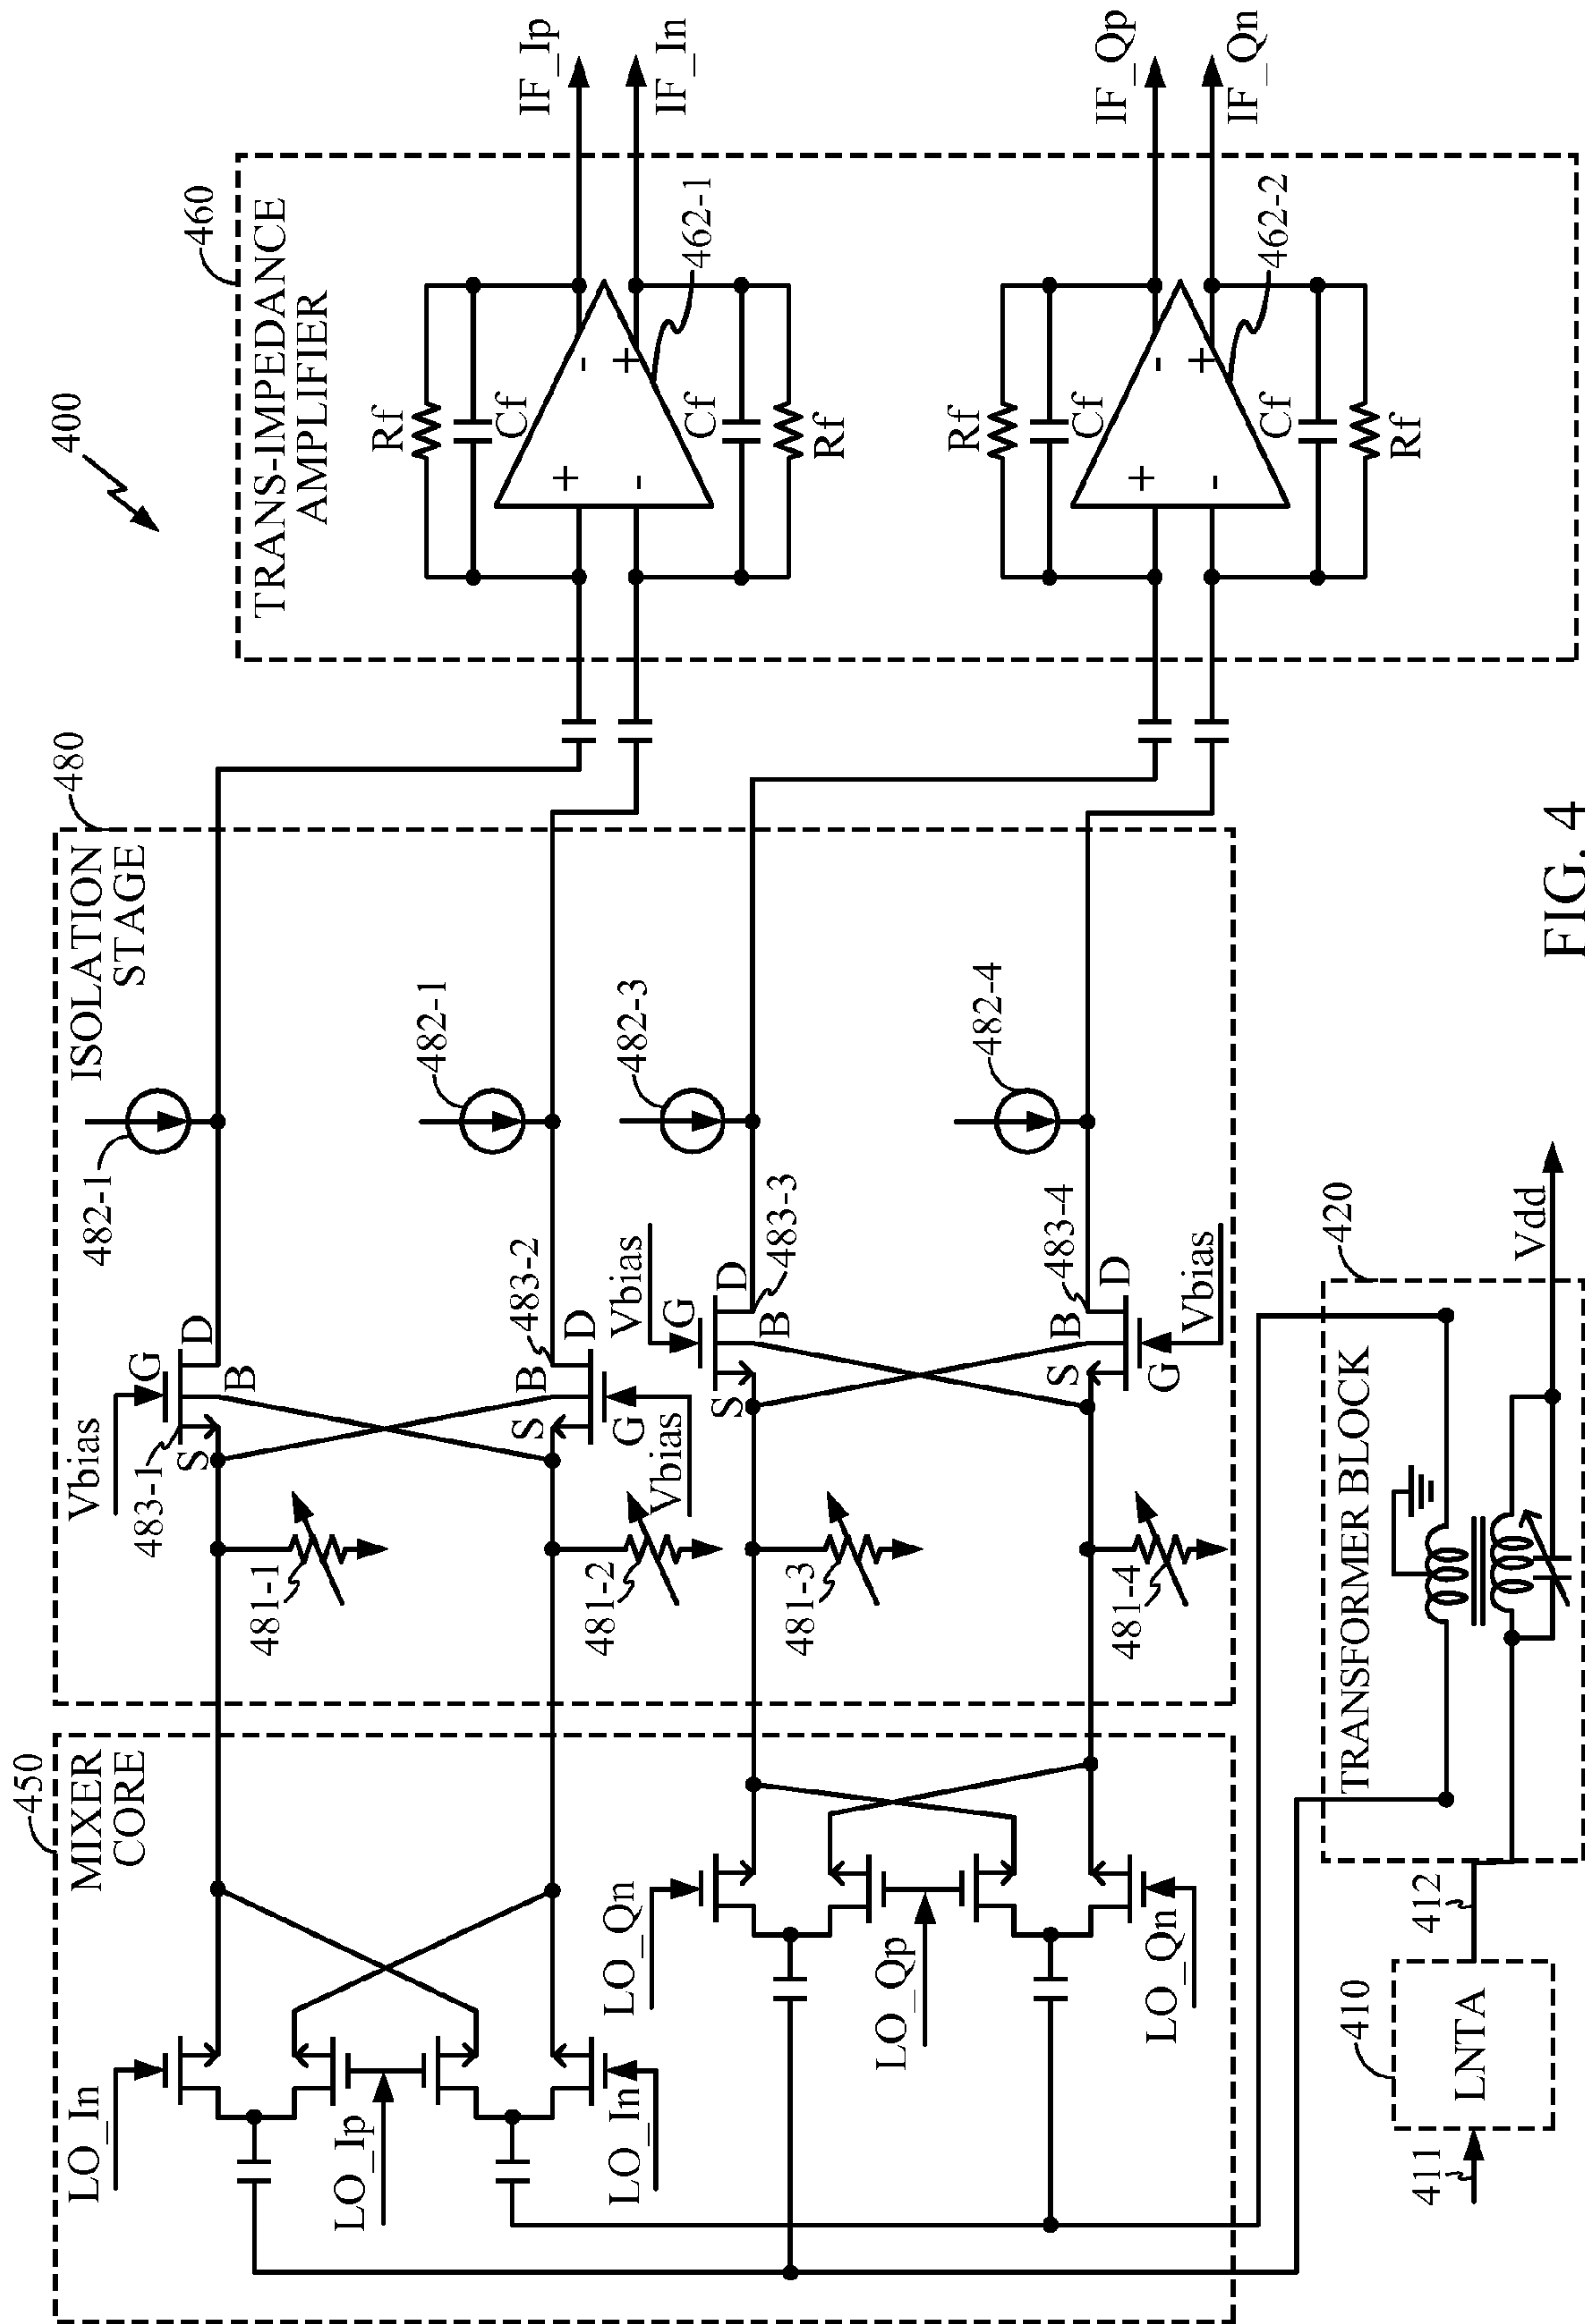 400
450
MIXER
CORE
LO_In
LO_Ip
LO_In
LO_Qn
LO_Qp
LO_Qn
480
ISOLATION
STAGE
482-1
482-1
482-3
482-4
Vbias
G
D
B
S
483-1
483-2
B
D
S
G
Vbias
Vbias
G
D
B
S
483-3
483-4
B
D
S
G
Vbias
481-1
481-2
481-3
481-4
460
TRANS-IMPEDANCE
AMPLIFIER
Rf
Cf
+
-
-
+
Cf
Rf
462-1
IF_Ip
IF_In
Rf
Cf
+
-
-
+
Cf
Rf
462-2
IF_Qp
IF_Qn
411
410
LNTA
412
420
TRANSFORMER BLOCK
Vdd
FIG. 4